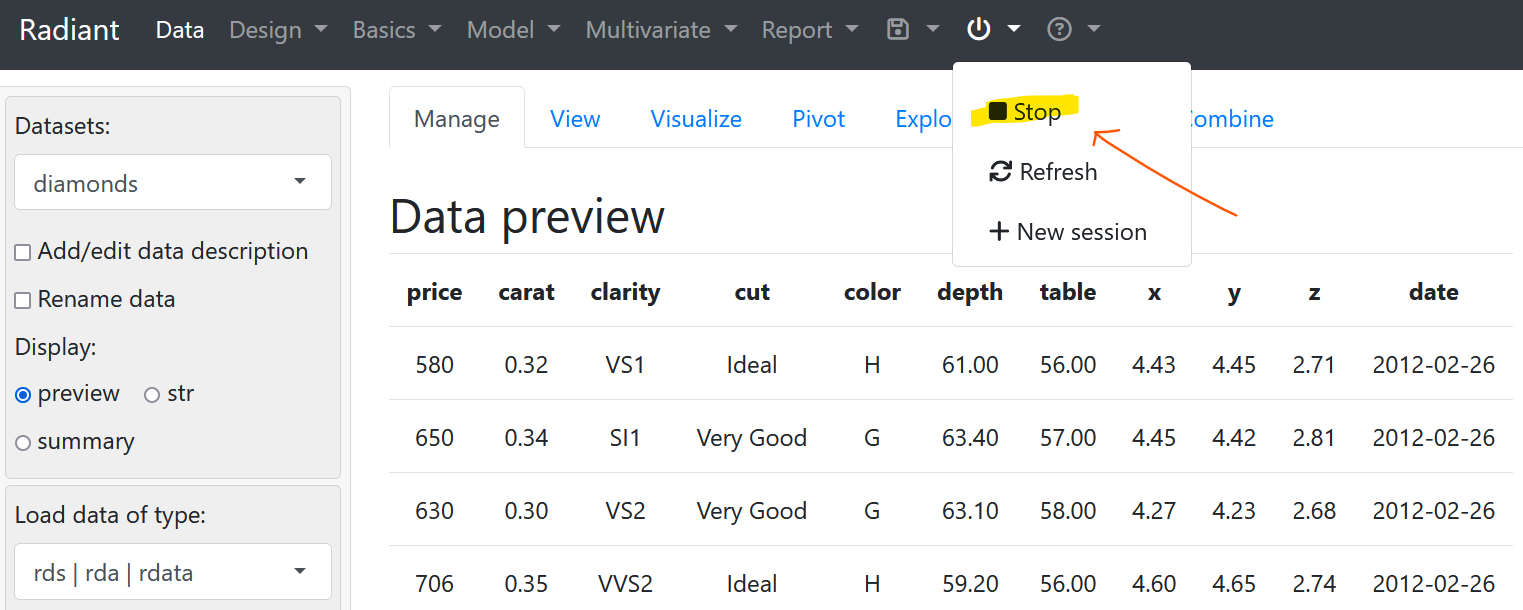 Radiant Data Design Basics Model Multivariate Report
Stop
Refresh
New session
Manage View Visualize Pivot Explo ombine
Datasets:
diamonds
Add/edit data description
Rename data
Display:
preview str
summary
Load data of type:
rds | rda | rdata
Data preview
price carat clarity cut color depth table x y z date
580 0.32 VS1 Ideal H 61.00 56.00 4.43 4.45 2.71 2012-02-26
650 0.34 SI1 Very Good G 63.40 57.00 4.45 4.42 2.81 2012-02-26
630 0.30 VS2 Very Good G 63.10 58.00 4.27 4.23 2.68 2012-02-26
706 0.35 VVS2 Ideal H 59.20 56.00 4.60 4.65 2.74 2012-02-26